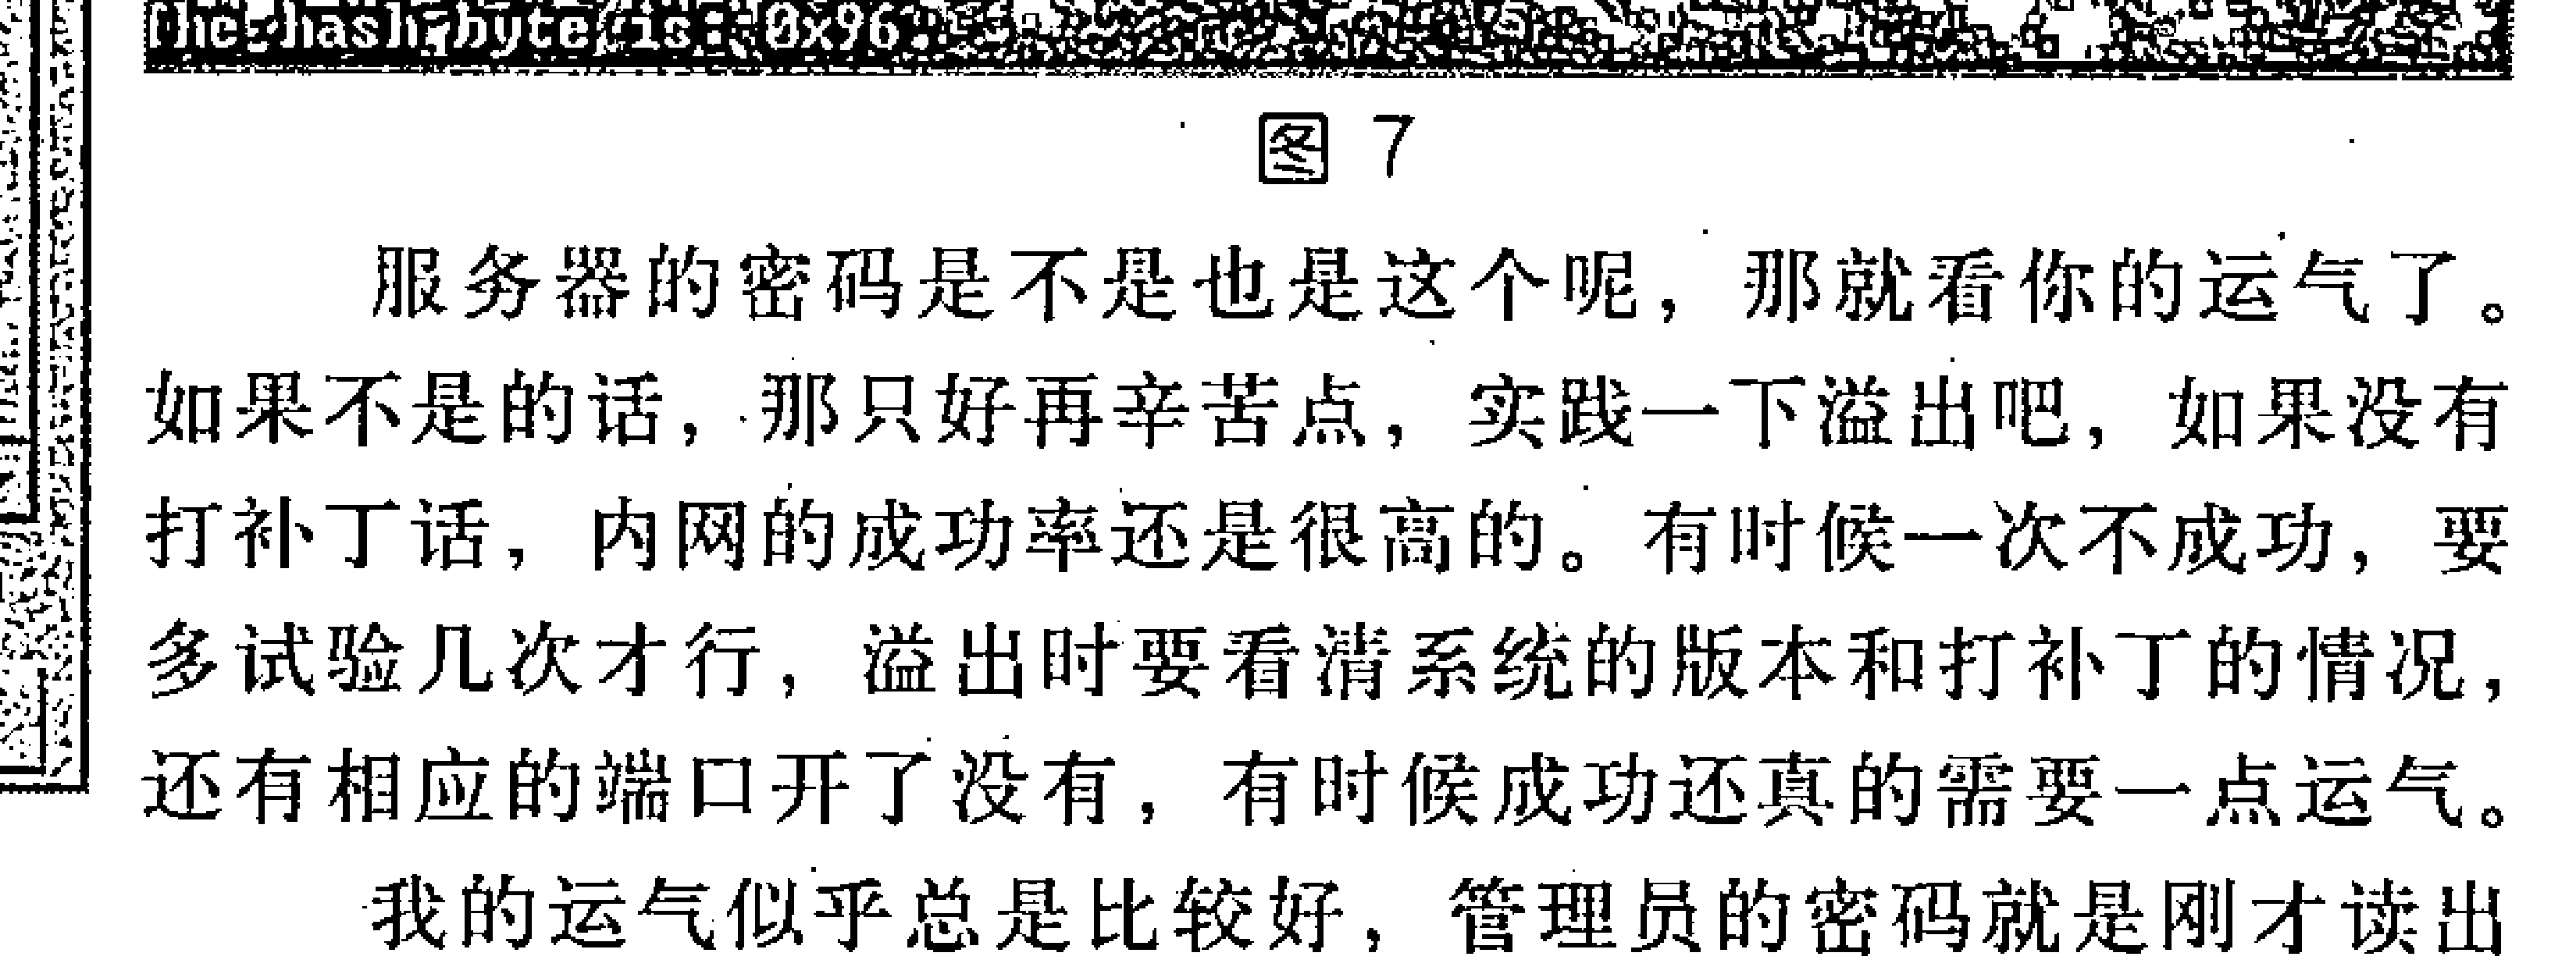 The hash byte is: 0x96.
图 7
服务器的密码是不是也是这个呢，那就看你的运气了。
如果不是的话，那只好再辛苦点，实践一下溢出吧，如果没有
打补丁话，内网的成功率还是很高的。有时候一次不成功，要
多试验几次才行，溢出时要看清系统的版本和打补丁的情况，
还有相应的端口开了没有，有时候成功还真的需要一点运气。
我的运气似乎总是比较好，管理员的密码就是刚才读出